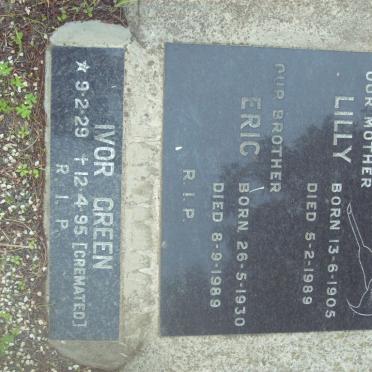 OUR MOTHER
LILLY BORN 13-6-1905
DIED 5-2-1989
OUR BROTHER
ERIC BORN 26-5-1930
DIED 8-9-1989
R.I.P.
IVOR GREEN
★ 9-2-29 †12-4-95 [CREMATED]
R.I.P